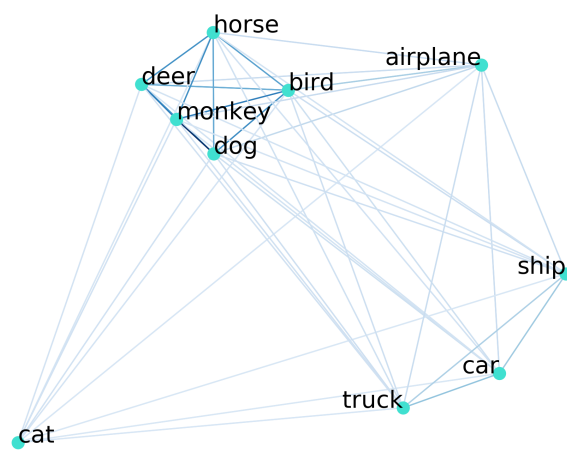 horse
airplane
deer
bird
monkey
dog
ship
car
truck
cat